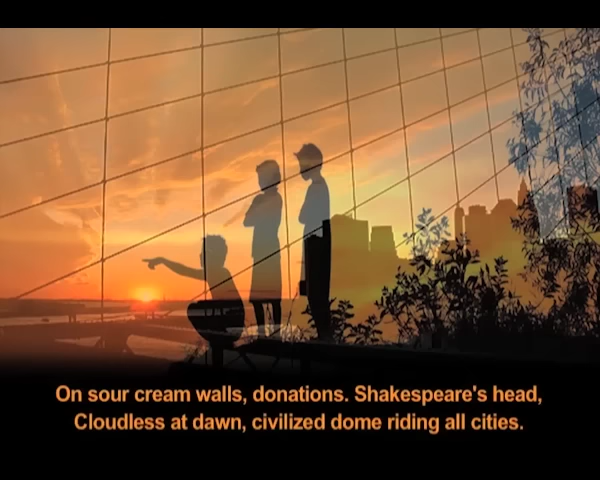 On sour cream walls, donations. Shakespeare's head,
Cloudless at dawn, civilized dome riding all cities.